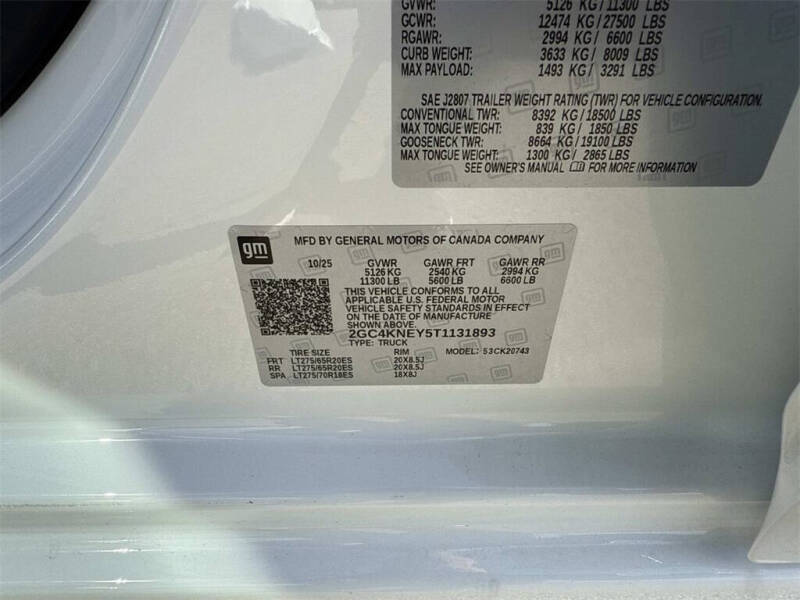 GVWR: 5126 KG/11300 LBS
GCWR: 12474 KG/27500 LBS
RGAWR: 2994 KG/ 6600 LBS
CURB WEIGHT: 3633 KG/ 8009 LBS
MAX PAYLOAD: 1493 KG/ 3291 LBS
SAE J2807 TRAILER WEIGHT RATING (TWR) FOR VEHICLE CONFIGURATION.
CONVENTIONAL TWR: 8392 KG/18500 LBS
MAX TONGUE WEIGHT: 839 KG/ 1850 LBS
GOOSENECK TWR: 8664 KG/19100 LBS
MAX TONGUE WEIGHT: 1300 KG/ 2865 LBS
SEE OWNER'S MANUAL FOR MORE INFORMATION
gm MFD BY GENERAL MOTORS OF CANADA COMPANY
10/25 GVWR GAWR FRT GAWR RR
5126 KG 2540 KG 2994 KG
11300 LB 5600 LB 6600 LB
THIS VEHICLE CONFORMS TO ALL
APPLICABLE U.S. FEDERAL MOTOR
VEHICLE SAFETY STANDARDS IN EFFECT
ON THE DATE OF MANUFACTURE
SHOWN ABOVE.
2GC4KNEY5T1131893
TYPE: TRUCK
TIRE SIZE RIM MODEL: 53CK20743
FRT LT275/65R20ES 20X8.5J
RR LT275/65R20ES 20X8.5J
SPA LT275/70R18ES 18X8J